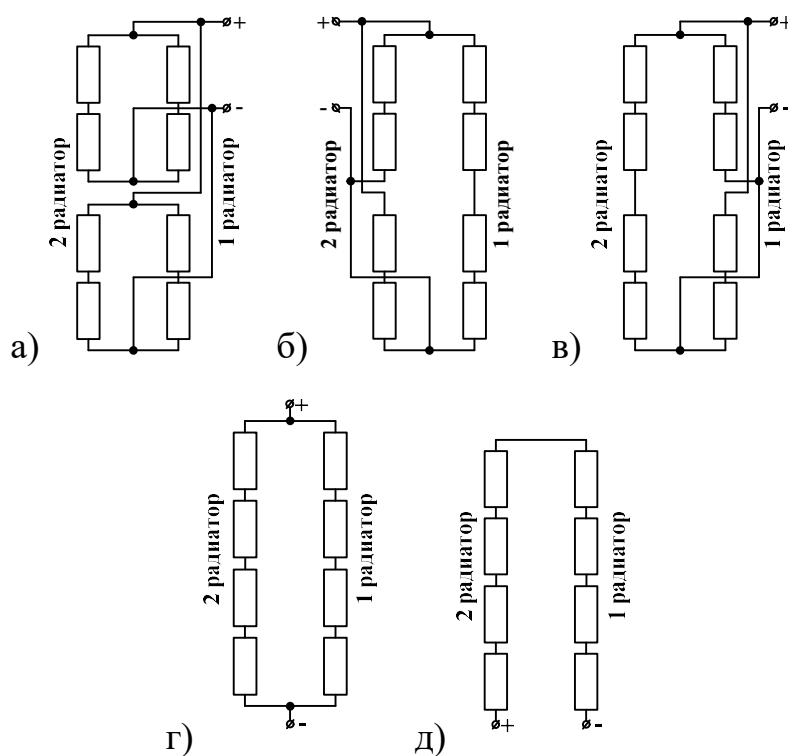 +
-
2 радиатор
1 радиатор
а)
+
-
2 радиатор
1 радиатор
б)
+
-
2 радиатор
1 радиатор
в)
+
2 радиатор
1 радиатор
-
г)
2 радиатор
1 радиатор
+
-
д)